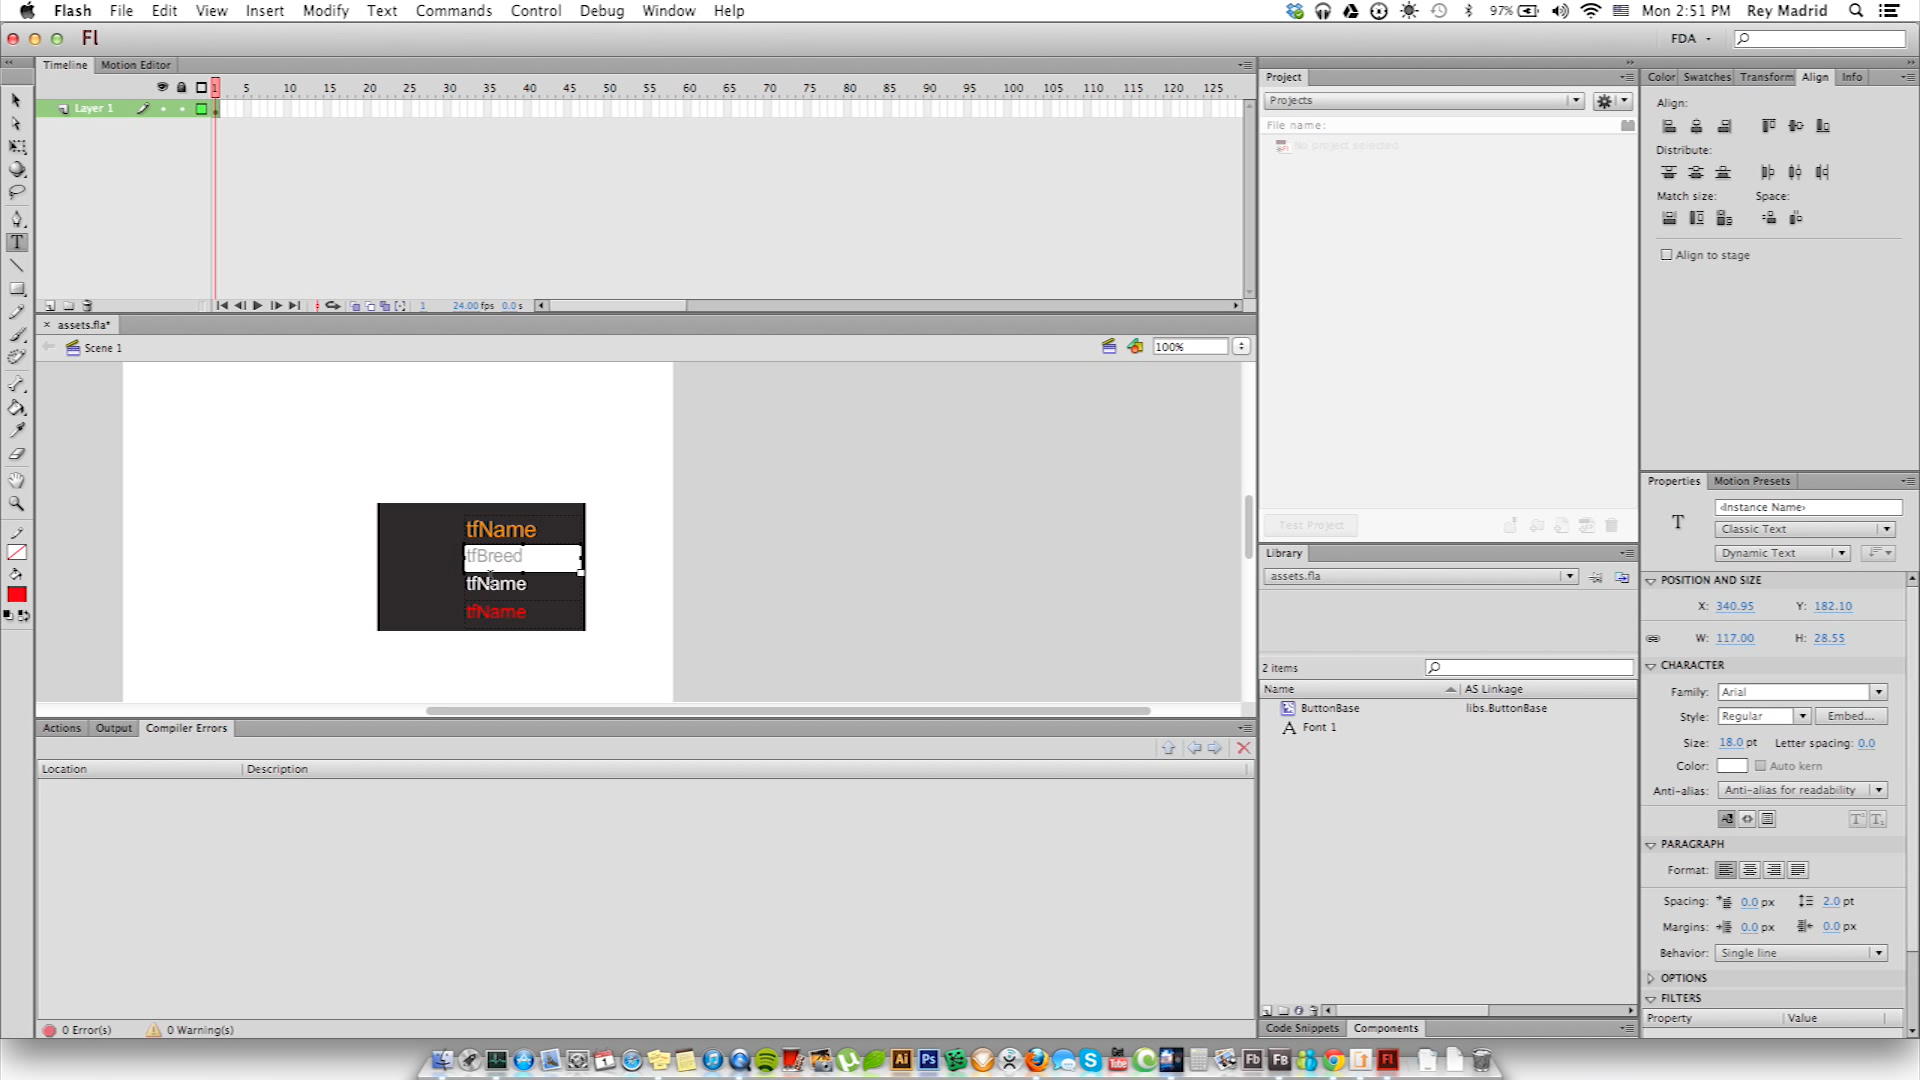 Flash File Edit View Insert Modify Text Commands Control Debug Window Help 97% Mon 2:51 PM Rey Madrid
Fl FDA
Timeline Motion Editor
1 5 10 15 20 25 30 35 40 45 50 55 60 65 70 75 80 85 90 95 100 105 110 115 120 125
Layer 1
1 24.00 fps 0.0 s
assets.fla*
Scene 1 100%
tfName
tfBreed
tfName
tfName
Actions Output Compiler Errors
Location Description
0 Error(s) 0 Warning(s)
Project
Projects
File name:
No project selected
Test Project
Library
assets.fla
2 items
Name AS Linkage
ButtonBase libs.ButtonBase
Font 1
Code Snippets Components
Color Swatches Transform Align Info
Align:
Distribute:
Match size: Space:
Align to stage
Properties Motion Presets
<Instance Name>
T Classic Text
Dynamic Text
POSITION AND SIZE
X: 340.95 Y: 182.10
W: 117.00 H: 28.55
CHARACTER
Family: Arial
Style: Regular Embed...
Size: 18.0 pt Letter spacing: 0.0
Color: Auto kern
Anti-alias: Anti-alias for readability
PARAGRAPH
Format:
Spacing: 0.0 px 2.0 pt
Margins: 0.0 px 0.0 px
Behavior: Single line
OPTIONS
FILTERS
Property Value
Ai Ps Fb FB Fl